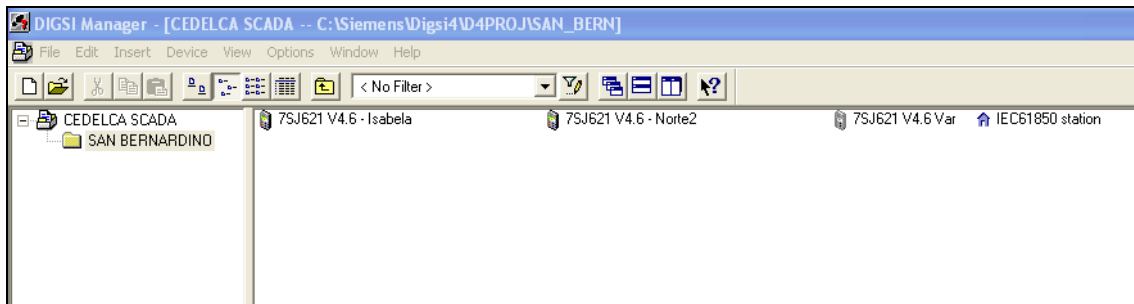 DIGSI Manager - [CEDELCA SCADA -- C:\Siemens\Digsi4\D4PROJ\SAN_BERN]
File Edit Insert Device View Options Window Help
< No Filter >
CEDELCA SCADA
SAN BERNARDINO
7SJ621 V4.6 - Isabela 7SJ621 V4.6 - Norte2 7SJ621 V4.6 Var IEC61850 station